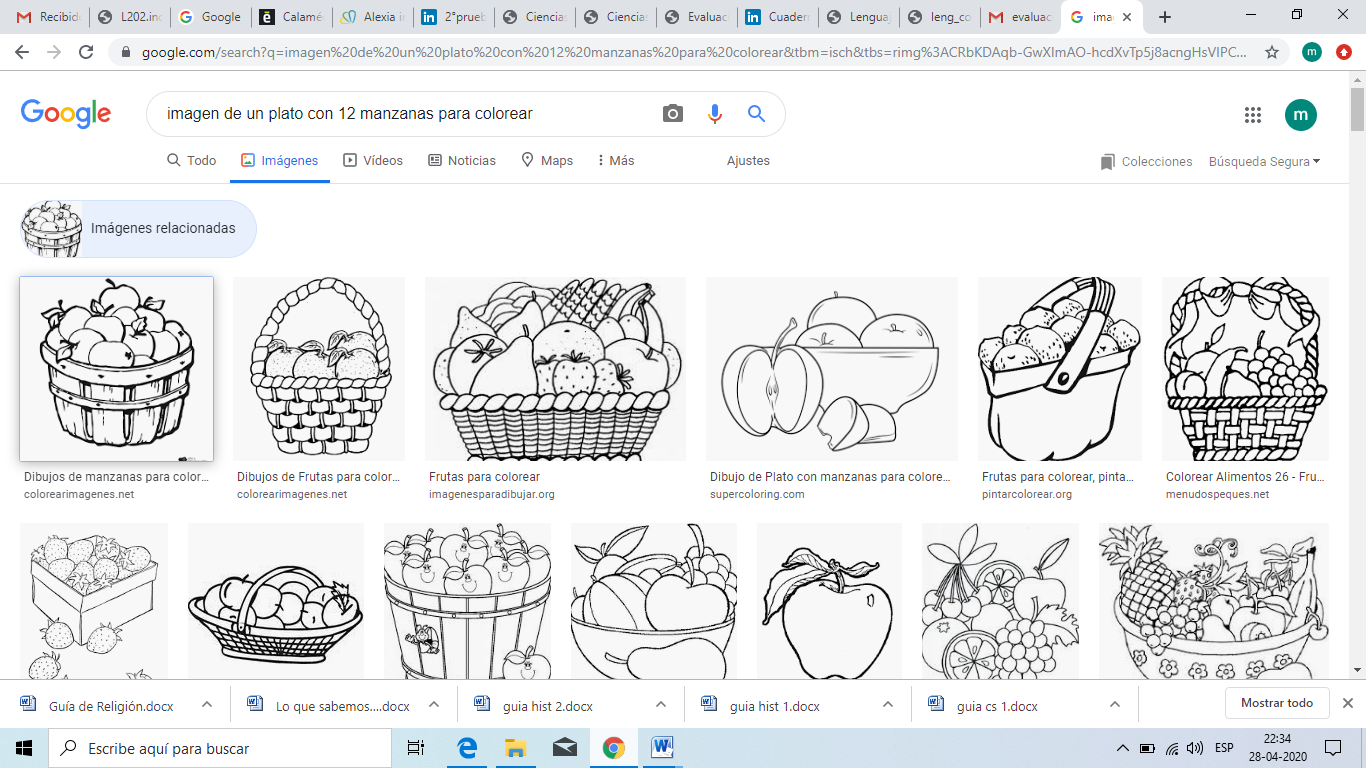 Recibid
L202.inc
Google
Calamé
Alexia i
2°prueb
Ciencias
Ciencias
Evaluaci
Cuadern
Lenguaj
leng_co
evaluac
ima
google.com/search?q=imagen%20de%20un%20plato%20con%2012%20manzanas%20para%20colorear&tbm=isch&tbs=rimg%3ACRbKDAqb-GwXImAO-hcdXvTp5j8acngHsVIPC...
m
Google
imagen de un plato con 12 manzanas para colorear
m
Todo
Imágenes
Vídeos
Noticias
Maps
Más
Ajustes
Colecciones
Búsqueda Segura
Imágenes relacionadas
Dibujos de manzanas para color...
colorearimagenes.net
Dibujos de Frutas para color...
colorearimagenes.net
Frutas para colorear
imagenesparadibujar.org
Dibujo de Plato con manzanas para colore...
supercoloring.com
Frutas para colorear, pinta...
pintarcolorear.org
Colorear Alimentos 26 - Fru...
menudospeques.net
Guía de Religión.docx
Lo que sabemos....docx
guia hist 2.docx
guia hist 1.docx
guia cs 1.docx
Mostrar todo
Escribe aquí para buscar
ESP
22:34
28-04-2020